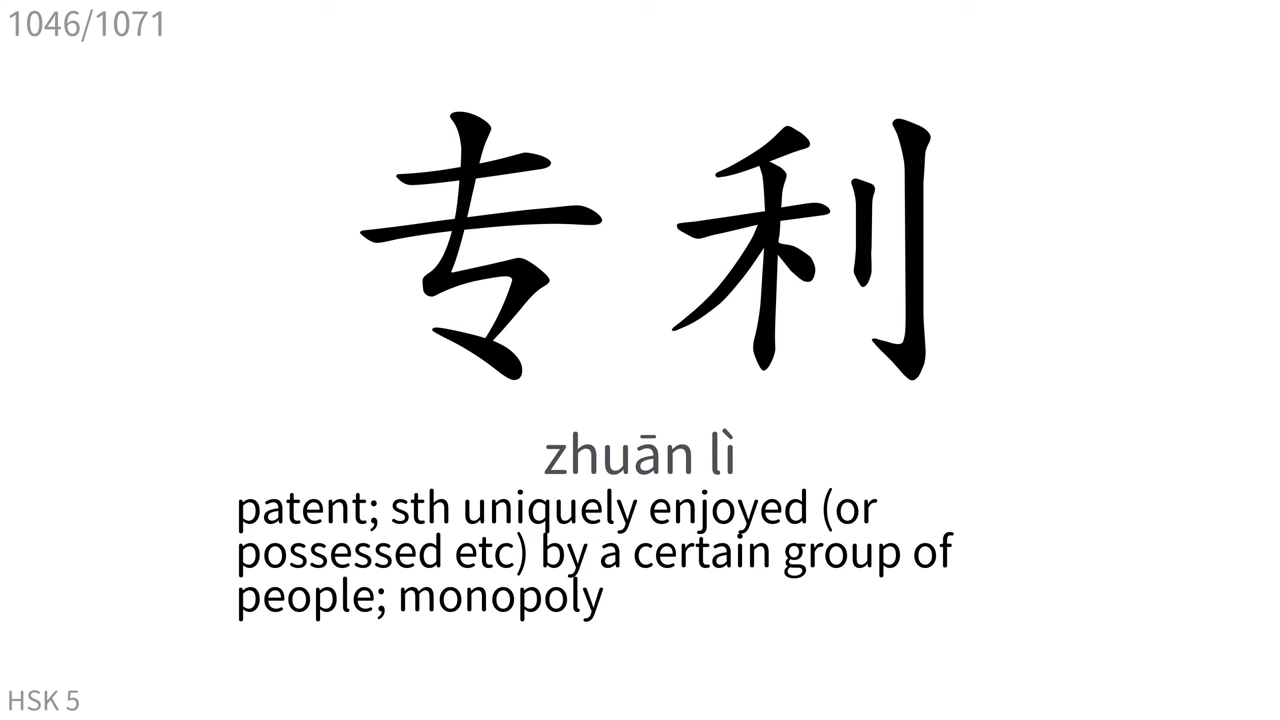 1046/1071
专利
zhuān lì
patent; sth uniquely enjoyed (or
possessed etc) by a certain group of
people; monopoly
HSK 5